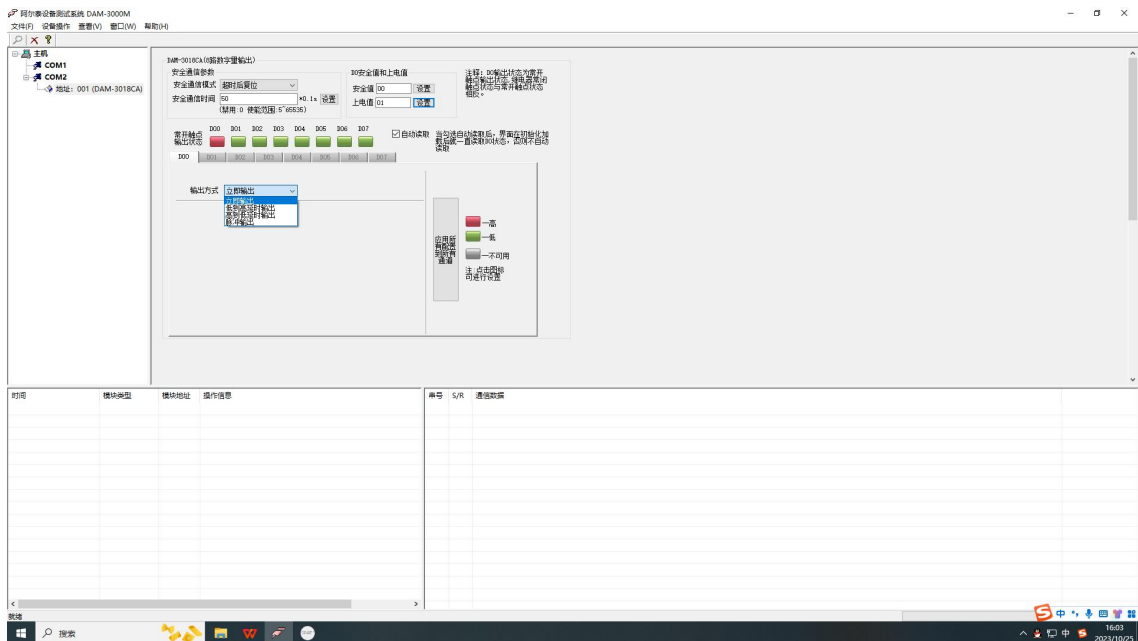 阿尔泰设备测试系统 DAM-3000M
文件(F) 设备操作 查看(V) 窗口(W) 帮助(H)
主机
COM1
COM2
地址: 001 (DAM-3018CA)
DAM-3018CA(8路数字量输出)
安全通信参数
安全通信模式 超时后复位
安全通信时间 50 *0.1s 设置
(禁用:0 使能范围:5~65535)
DO安全值和上电值
安全值 00 设置
上电值 01 设置
注释: DO输出状态为常开
触点输出状态,继电器常闭
触点状态与常开触点状态
相反。
常开触点
输出状态
DO0 DO1 DO2 DO3 DO4 DO5 DO6 DO7
自动读取
当勾选自动读取后,界面在初始化加
载后就一直读取DO状态,否则不自动
读取
DO0 DO1 DO2 DO3 DO4 DO5 DO6 DO7
输出方式 立即输出
立即输出
低到高延时输出
高到低延时输出
脉冲输出
应用所
有配置
到所有
通道
—高
—低
—不可用
注:点击图标
可进行设置
时间 模块类型 模块地址 操作信息
串号 S/R 通信数据
就绪
搜索
中
中
16:03
2023/10/25